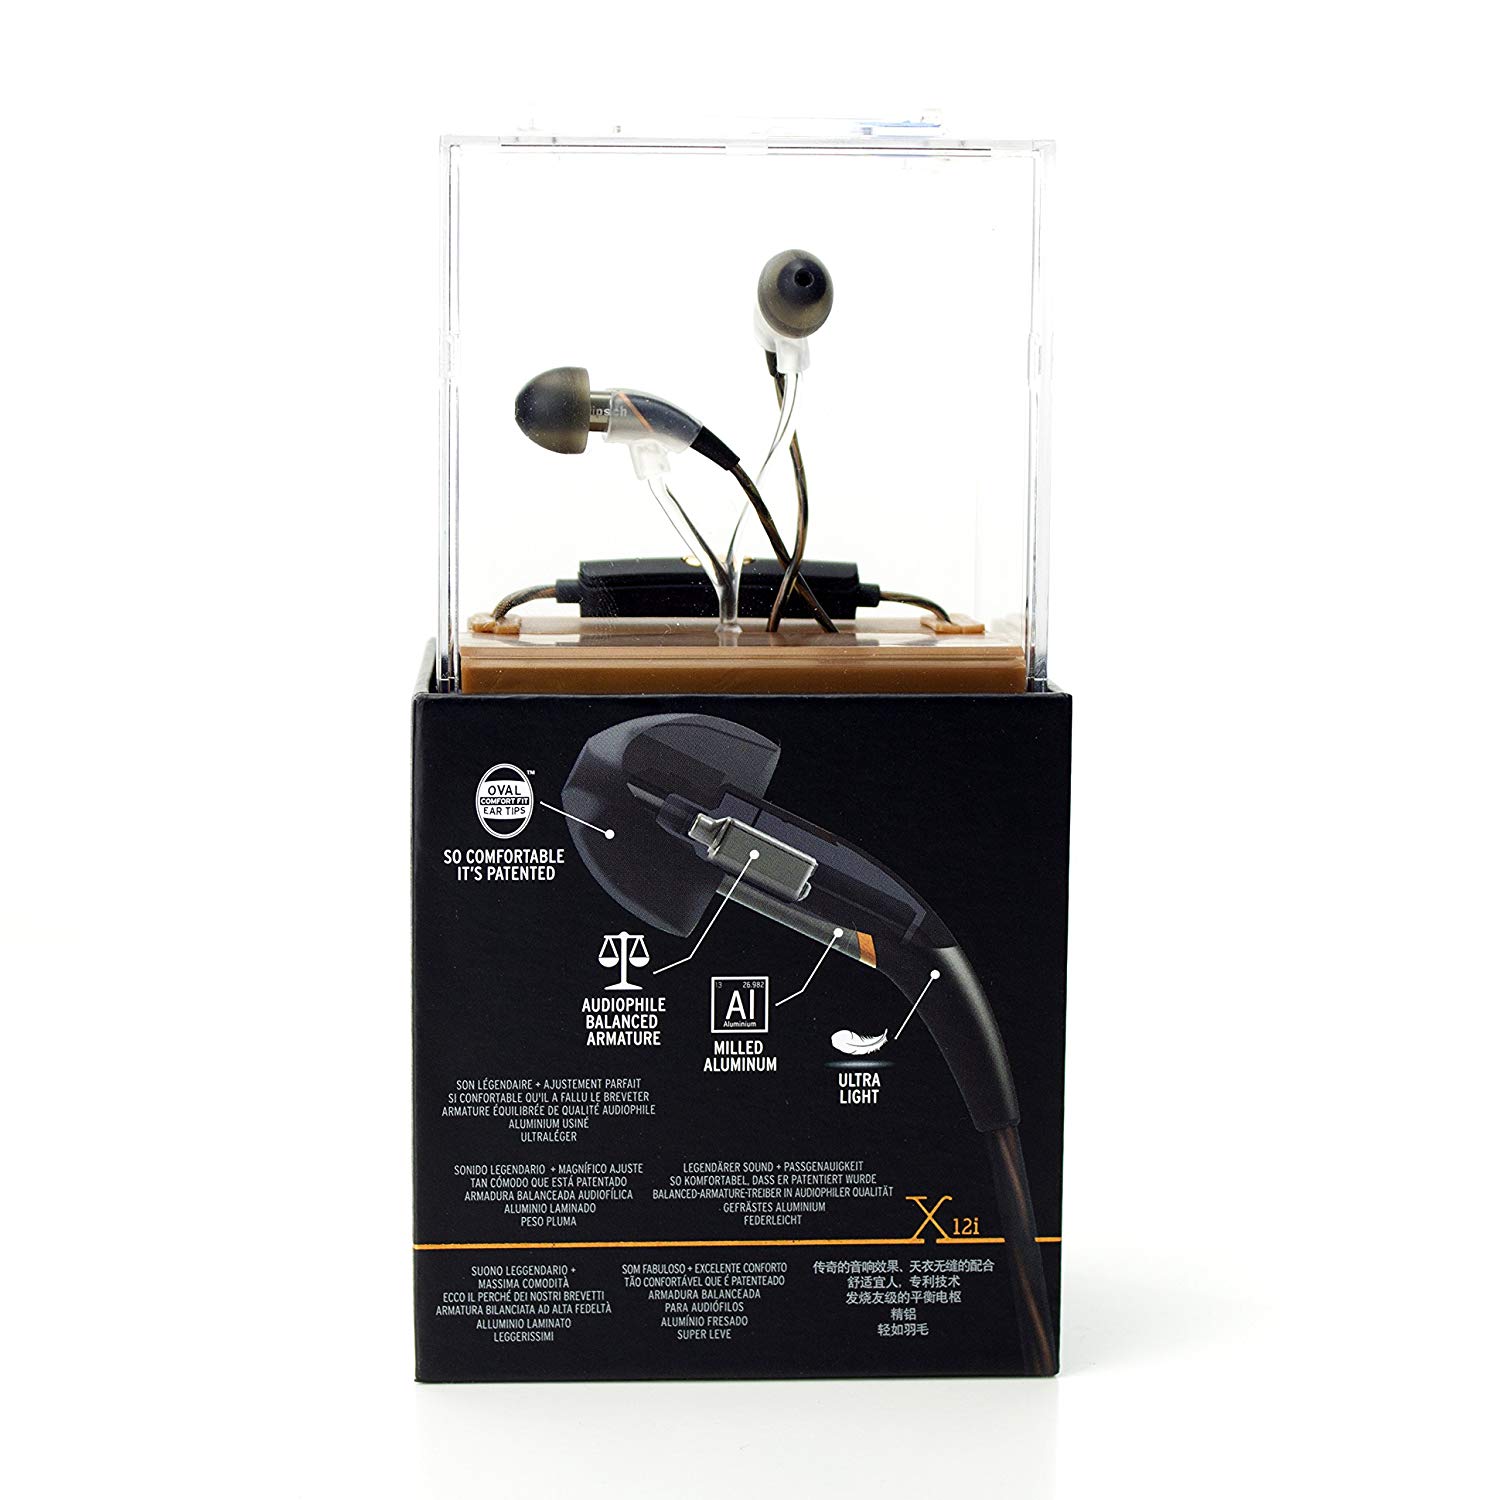 ipsch
OVAL™
COMFORT FIT
EAR TIPS
SO COMFORTABLE
IT'S PATENTED
AUDIOPHILE
BALANCED
ARMATURE
13 26.982
Al
Aluminium
MILLED
ALUMINUM
ULTRA
LIGHT
SON LÉGENDAIRE + AJUSTEMENT PARFAIT
SI CONFORTABLE QU'IL A FALLU LE BREVETER
ARMATURE ÉQUILIBRÉE DE QUALITÉ AUDIOPHILE
ALUMINIUM USINÉ
ULTRALÉGER
SONIDO LEGENDARIO + MAGNÍFICO AJUSTE
TAN CÓMODO QUE ESTÁ PATENTADO
ARMADURA BALANCEADA AUDIOFÍLICA
ALUMINIO LAMINADO
PESO PLUMA
LEGENDÄRER SOUND + PASSGENAUIGKEIT
SO KOMFORTABEL, DASS ER PATENTIERT WURDE
BALANCED-ARMATURE-TREIBER IN AUDIOPHILER QUALITÄT
GEFRÄSTES ALUMINIUM
FEDERLEICHT
X12i
SUONO LEGGENDARIO +
MASSIMA COMODITÀ
ECCO IL PERCHÉ DEI NOSTRI BREVETTI
ARMATURA BILANCIATA AD ALTA FEDELTÀ
ALLUMINIO LAMINATO
LEGGERISSIMI
SOM FABULOSO + EXCELENTE CONFORTO
TÃO CONFORTÁVEL QUE É PATENTEADO
ARMADURA BALANCEADA
PARA AUDIÓFILOS
ALUMÍNIO FRESADO
SUPER LEVE
传奇的音响效果、天衣无缝的配合
舒适宜人，专利技术
发烧友级的平衡电枢
精铝
轻如羽毛